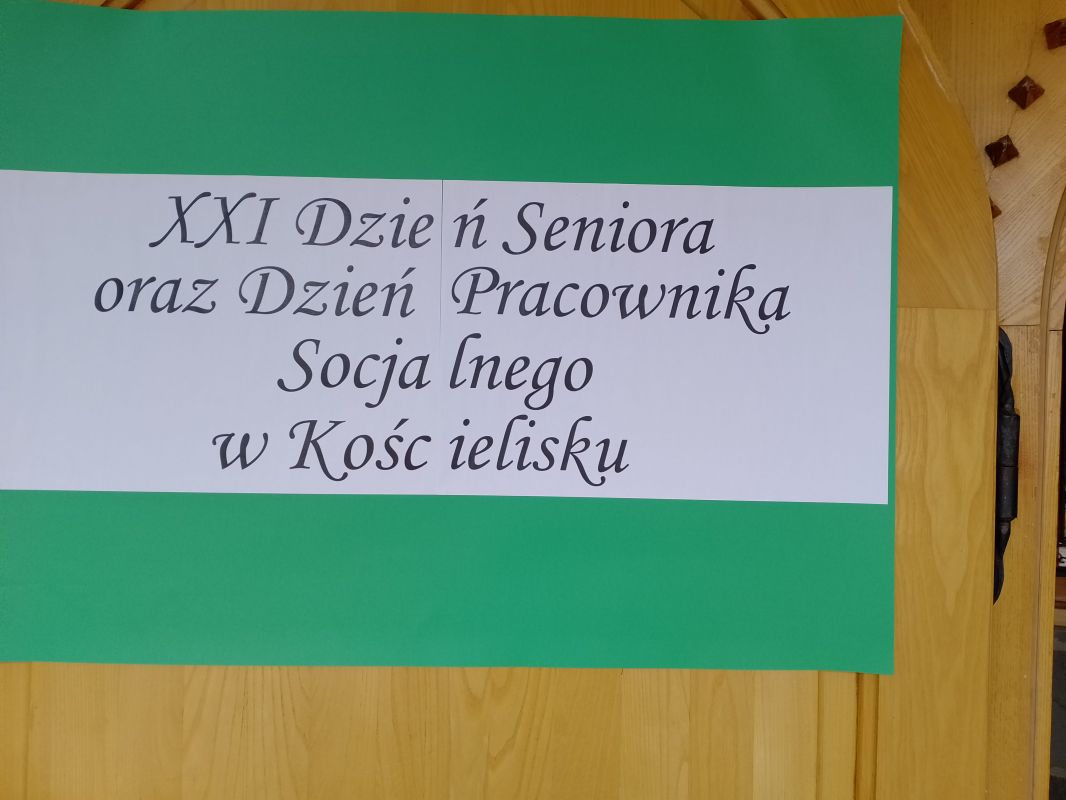 XXI Dzień Seniora
oraz Dzień Pracownika
Socjalnego
w Kościelisku